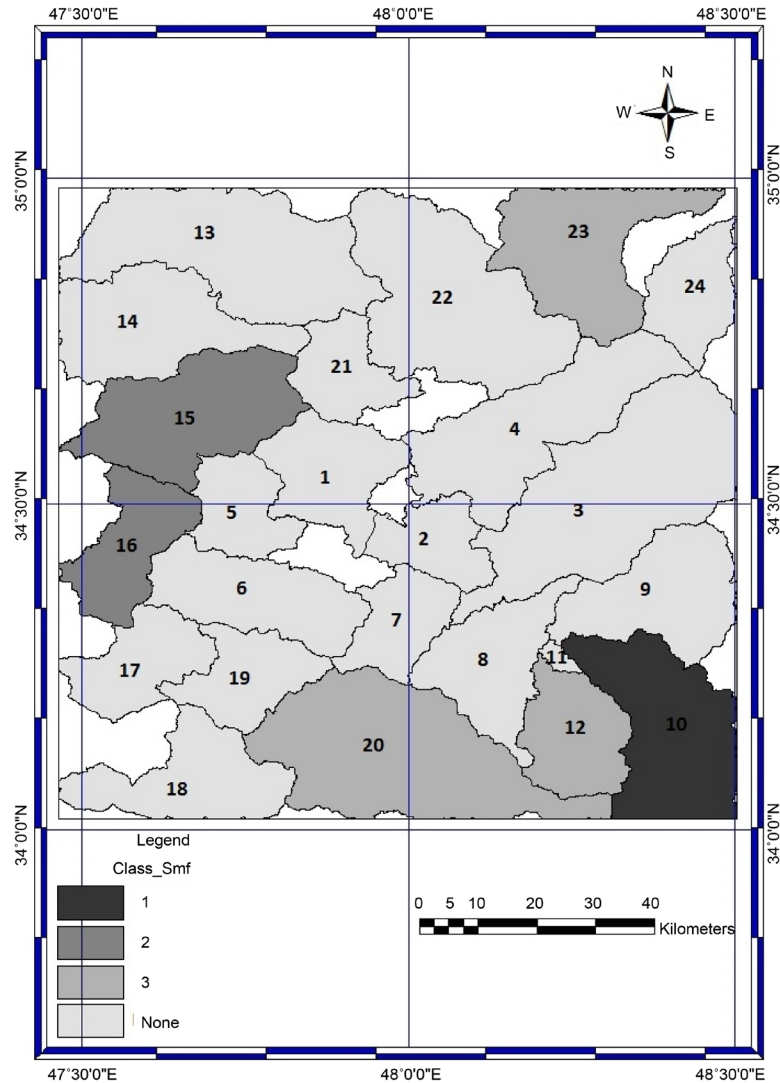 47°30'0"E 48°0'0"E 48°30'0"E
N
W E
S
35°0'0"N 35°0'0"N
13
23
24
22
14
21
15
4
1
34°30'0"N 34°30'0"N
5 3
2
16
6 9
7
11
8
17
19
10
12
20
18
34°0'0"N 34°0'0"N
Legend
Class_Smf
1
2
3
None
0 5 10 20 30 40
Kilometers
47°30'0"E 48°0'0"E 48°30'0"E